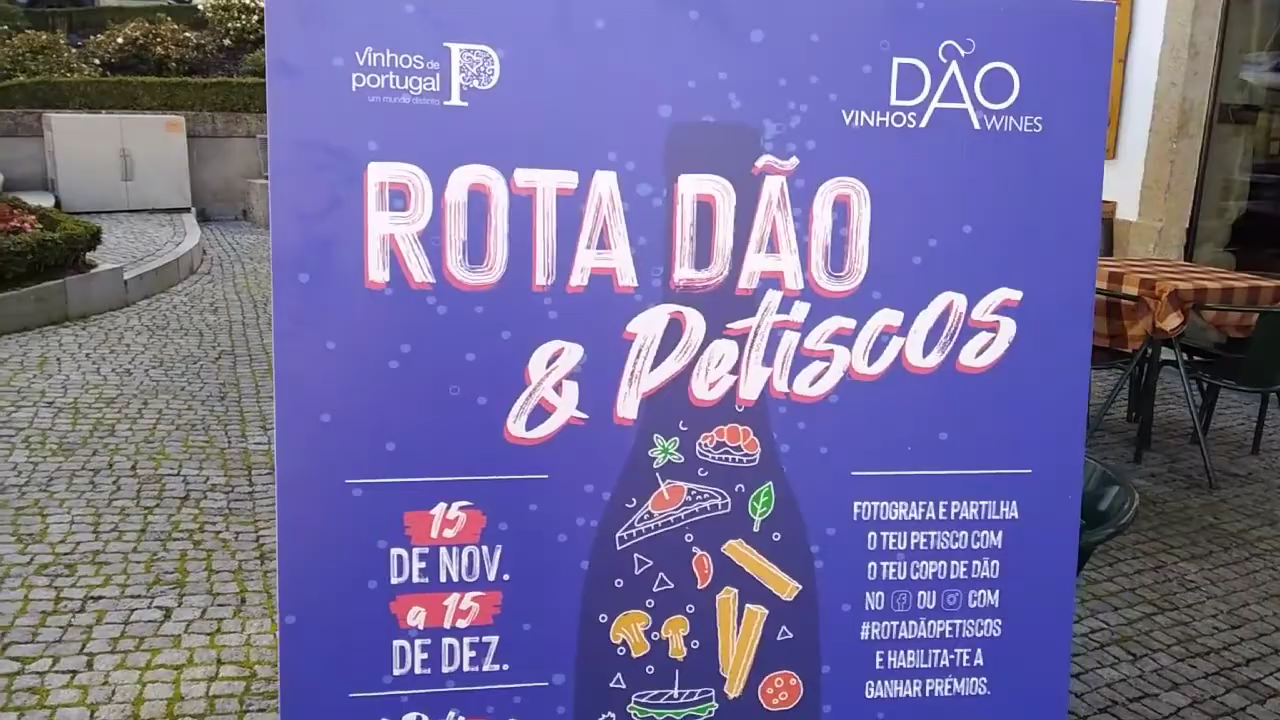 vinhos de
portugal
um mundo distinto
P
DÃO
VINHOS WINES
ROTA DÃO
& Petiscos
15
DE NOV.
a 15
DE DEZ.
FOTOGRAFA E PARTILHA
O TEU PETISCO COM
O TEU COPO DE DÃO
NO f OU COM
#ROTADÃOPETISCOS
E HABILITA-TE A
GANHAR PRÉMIOS.